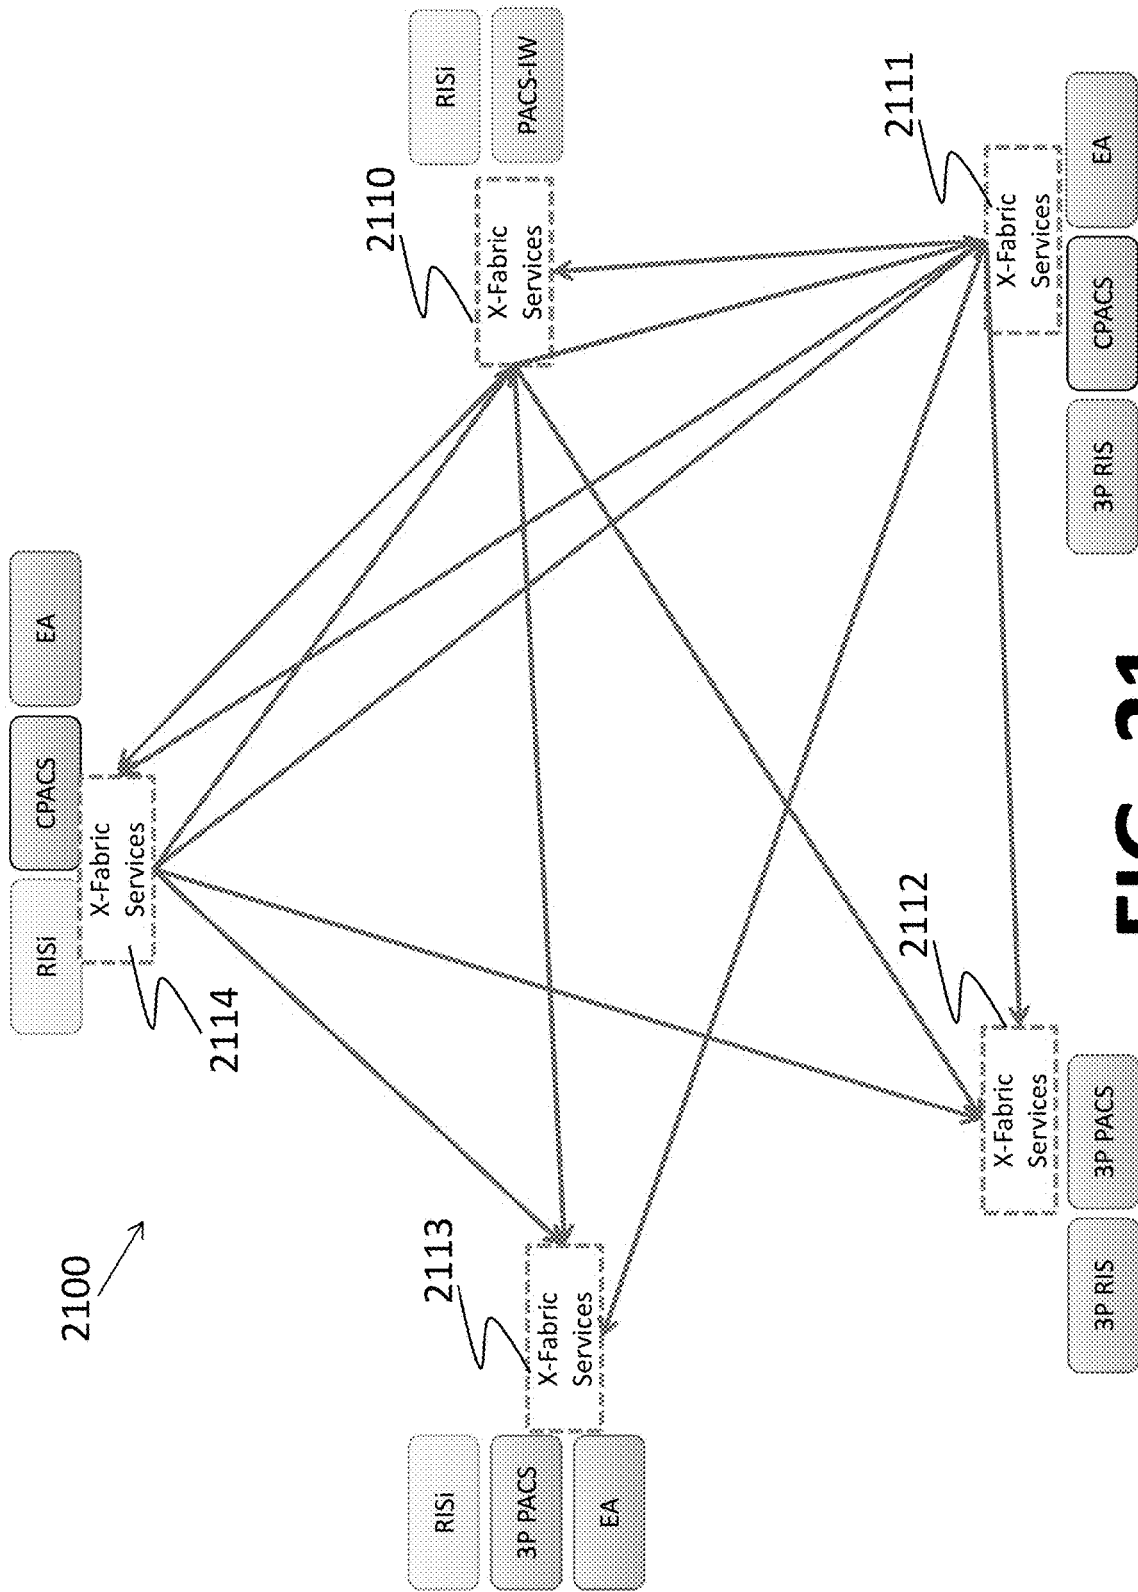 2100
RISi
CPACS
EA
X-Fabric
Services
2114
RISi
3P PACS
EA
2113
X-Fabric
Services
2110
X-Fabric
Services
RISi
PACS-IW
2112
X-Fabric
Services
3P RIS
3P PACS
2111
X-Fabric
Services
3P RIS
CPACS
EA
FIG. 21